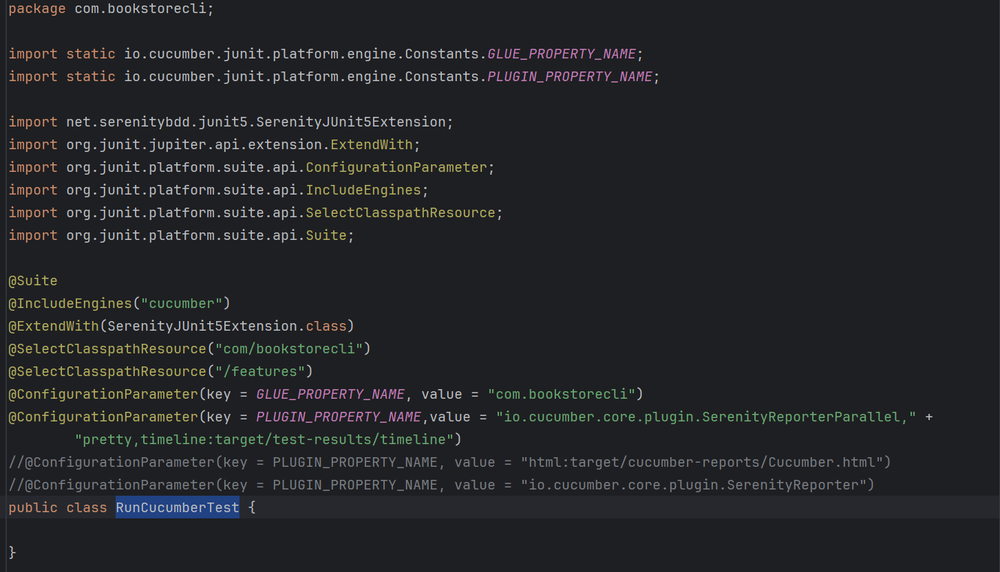 package com.bookstorecli;
import static io.cucumber.junit.platform.engine.Constants.GLUE_PROPERTY_NAME;
import static io.cucumber.junit.platform.engine.Constants.PLUGIN_PROPERTY_NAME;
import net.serenitybdd.junit5.SerenityJUnit5Extension;
import org.junit.jupiter.api.extension.ExtendWith;
import org.junit.platform.suite.api.ConfigurationParameter;
import org.junit.platform.suite.api.IncludeEngines;
import org.junit.platform.suite.api.SelectClasspathResource;
import org.junit.platform.suite.api.Suite;
@Suite
@IncludeEngines("cucumber")
@ExtendWith(SerenityJUnit5Extension.class)
@SelectClasspathResource("com/bookstorecli")
@SelectClasspathResource("/features")
@ConfigurationParameter(key = GLUE_PROPERTY_NAME, value = "com.bookstorecli")
@ConfigurationParameter(key = PLUGIN_PROPERTY_NAME,value = "io.cucumber.core.plugin.SerenityReporterParallel," +
        "pretty,timeline:target/test-results/timeline")
//@ConfigurationParameter(key = PLUGIN_PROPERTY_NAME, value = "html:target/cucumber-reports/Cucumber.html")
//@ConfigurationParameter(key = PLUGIN_PROPERTY_NAME, value = "io.cucumber.core.plugin.SerenityReporter")
public class RunCucumberTest {
}